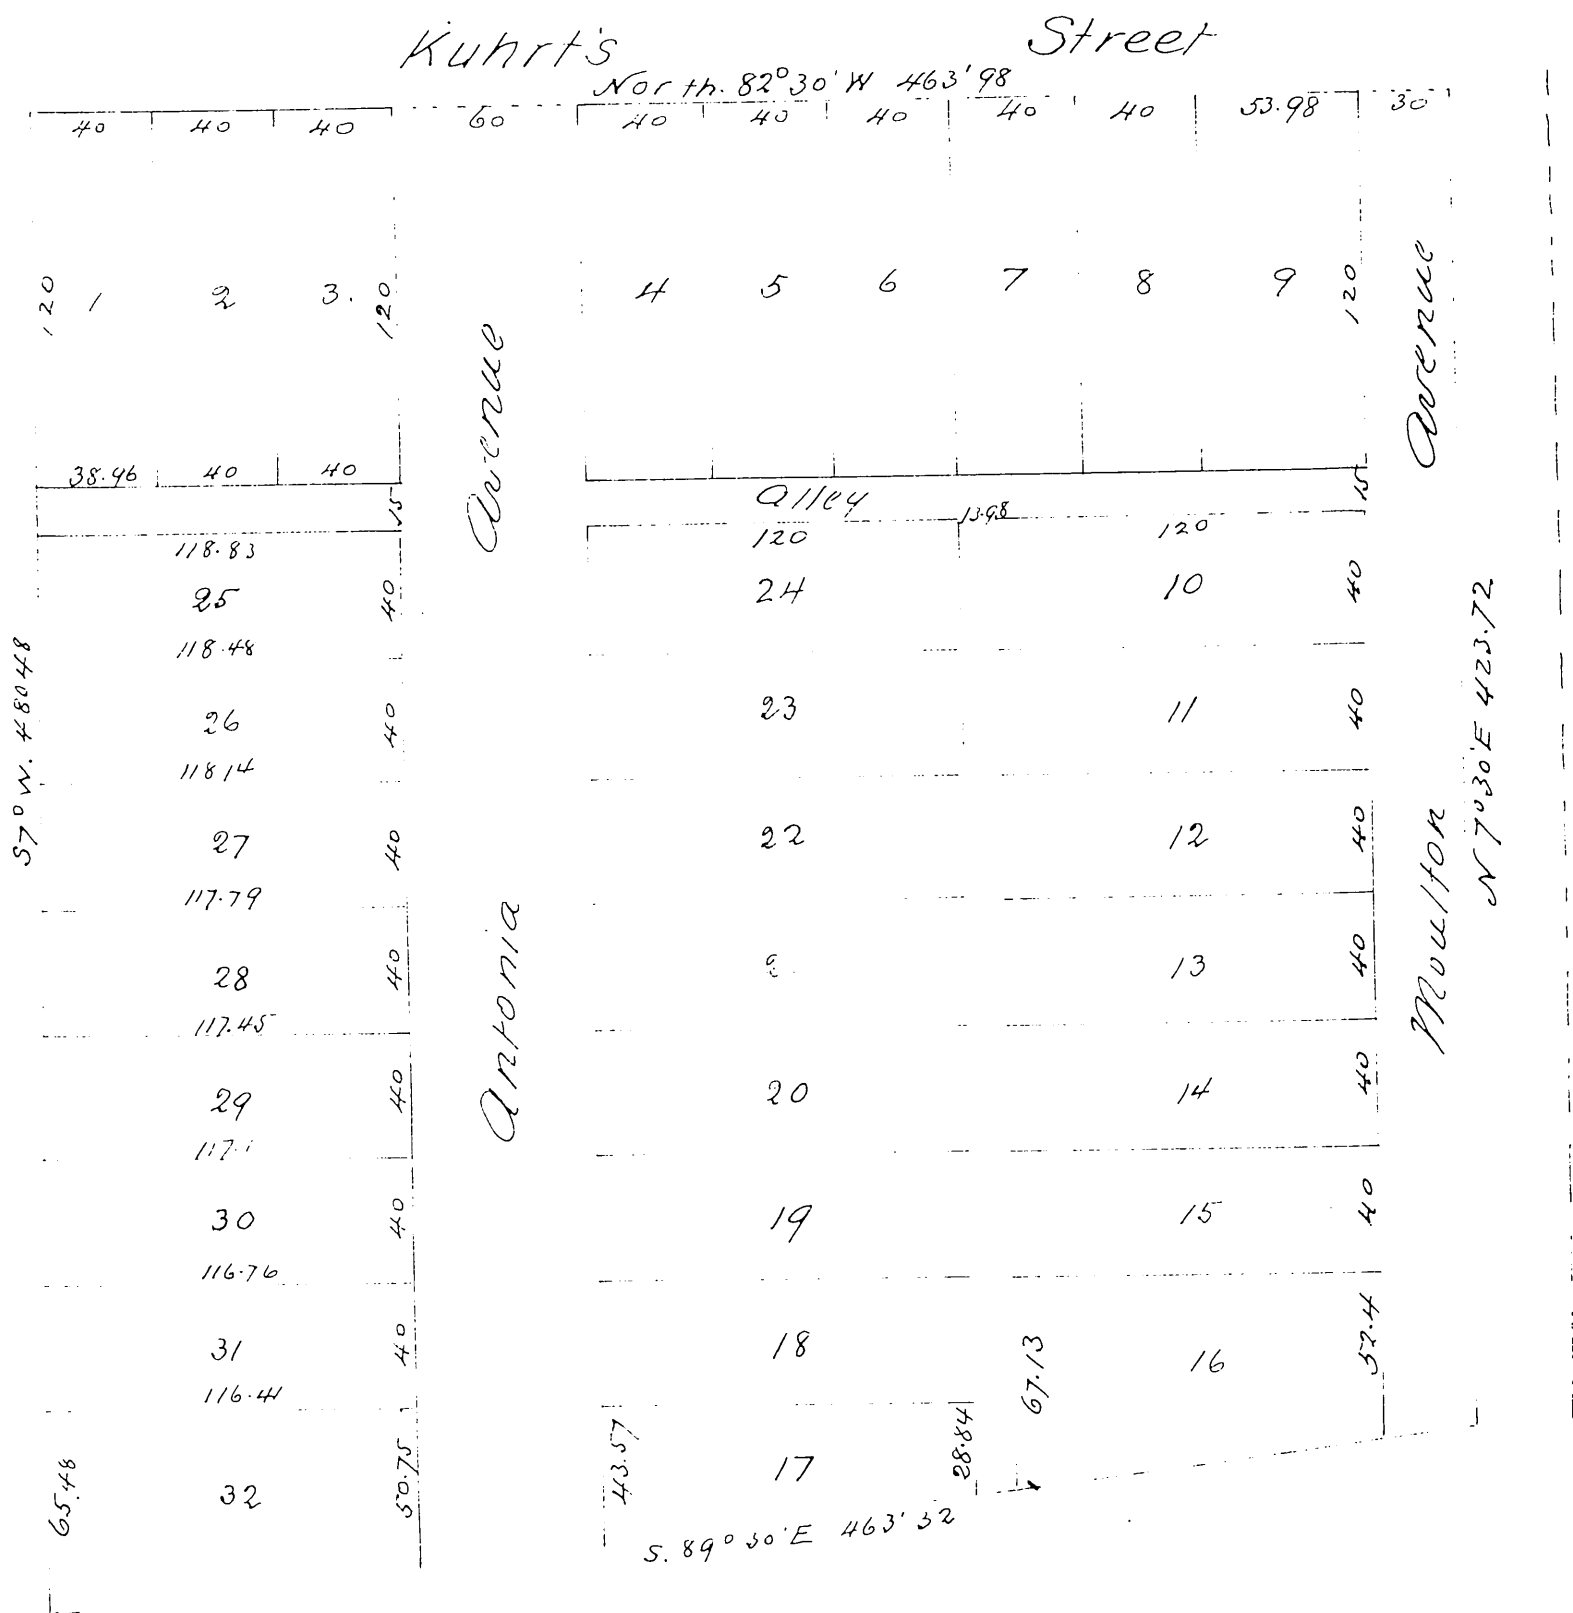 Kuhrt's Street
North. 82°30' W 463'98
40 40 40 60 40 40 40 40 40 53.98 30
120 1 2 3. 120 4 5 6 7 8 9 120
38.46 40 40
15 Alley 15
118.83 120 13.98 120
25 40 24 10 40
118.48
26 40 23 11 40
118 14
27 40 22 12 40
117.79
28 40 13 40
117.45
29 40 20 14 40
30 40 19 15 40
116.76
31 40 18 67.13 16 52.4
116.41
65.48 32 50.75 43.57 17 28.84
S. 89° 30' E 463' 32
S7° W. 480 48
Antonia Avenue
Moulton Avenue
N 7° 30' E 423.72